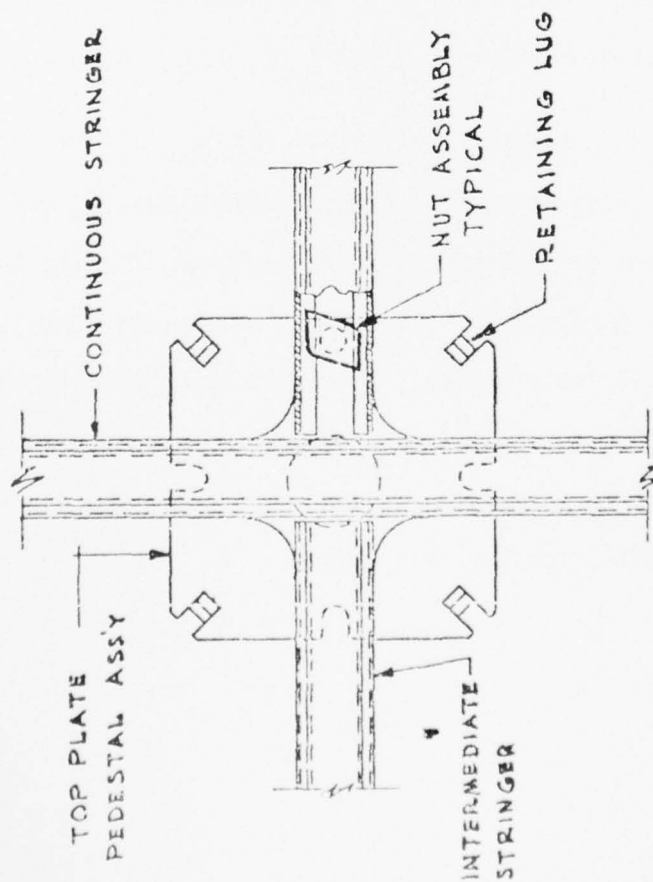 CONTINUOUS STRINGER
NUT ASSEMBLY
TYPICAL
RETAINING LUG
TOP PLATE
PEDESTAL ASS'Y
INTERMEDIATE
STRINGER